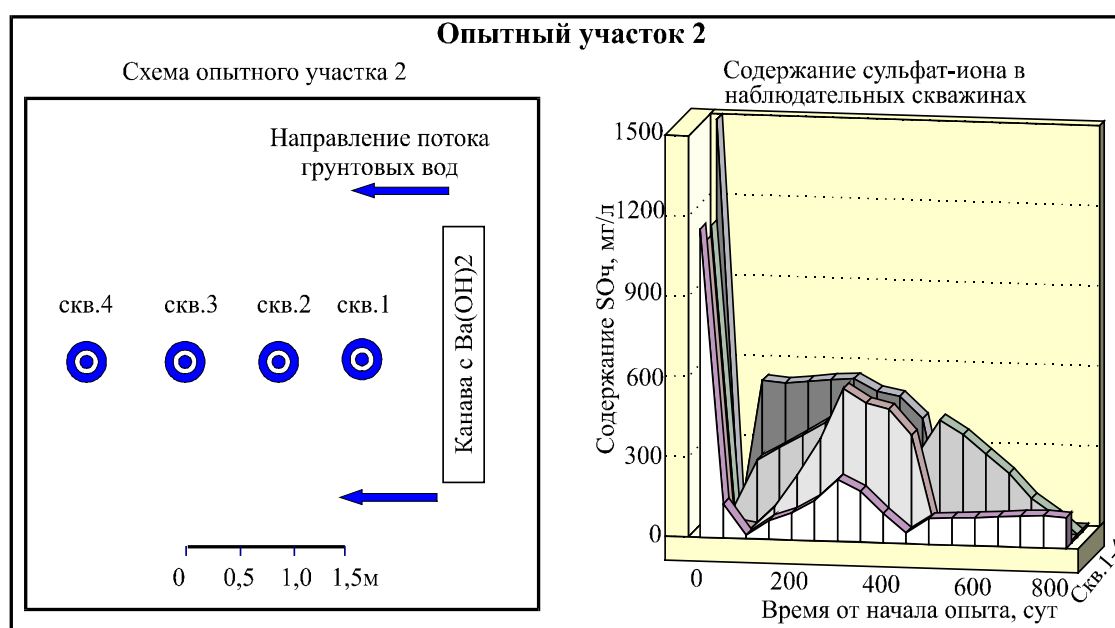 Опытный участок 2
Схема опытного участка 2
Направление потока
грунтовых вод
скв.4
скв.3
скв.2
скв.1
Канава с Ba(OH)2
0
0,5
1,0
1,5м
Содержание сульфат-иона в
наблюдательных скважинах
Содержание SOч, мг/л
1500
1200
900
600
300
0
0
200
400
600
800
Скв.1-
Время от начала опыта, сут